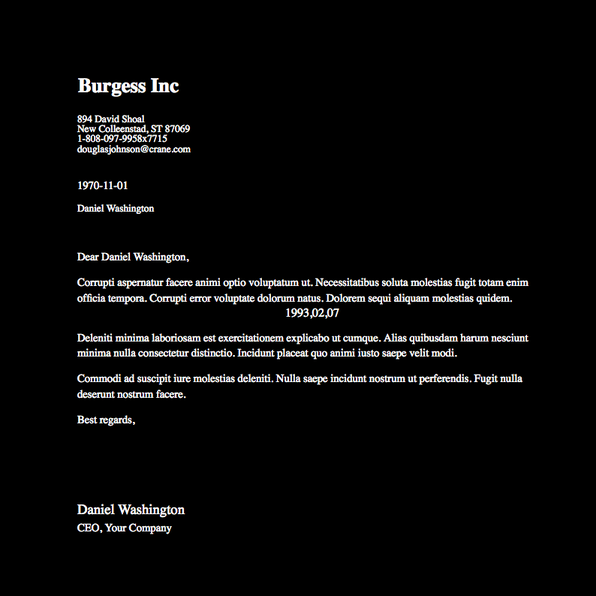 Burgess Inc
894 David Shoal
New Colleenstad, ST 87069
1-808-097-9958x7715
douglasjohnson@crane.com
1970-11-01
Daniel Washington
Dear Daniel Washington,
Corrupti aspernatur facere animi optio voluptatum ut. Necessitatibus soluta molestias fugit totam enim
officia tempora. Corrupti error voluptate dolorum natus. Dolorem sequi aliquam molestias quidem.
1993,02,07
Deleniti minima laboriosam est exercitationem explicabo ut cumque. Alias quibusdam harum nesciunt
minima nulla consectetur distinctio. Incidunt placeat quo animi iusto saepe velit modi.
Commodi ad suscipit iure molestias deleniti. Nulla saepe incidunt nostrum ut perferendis. Fugit nulla
deserunt nostrum facere.
Best regards,
Daniel Washington
CEO, Your Company